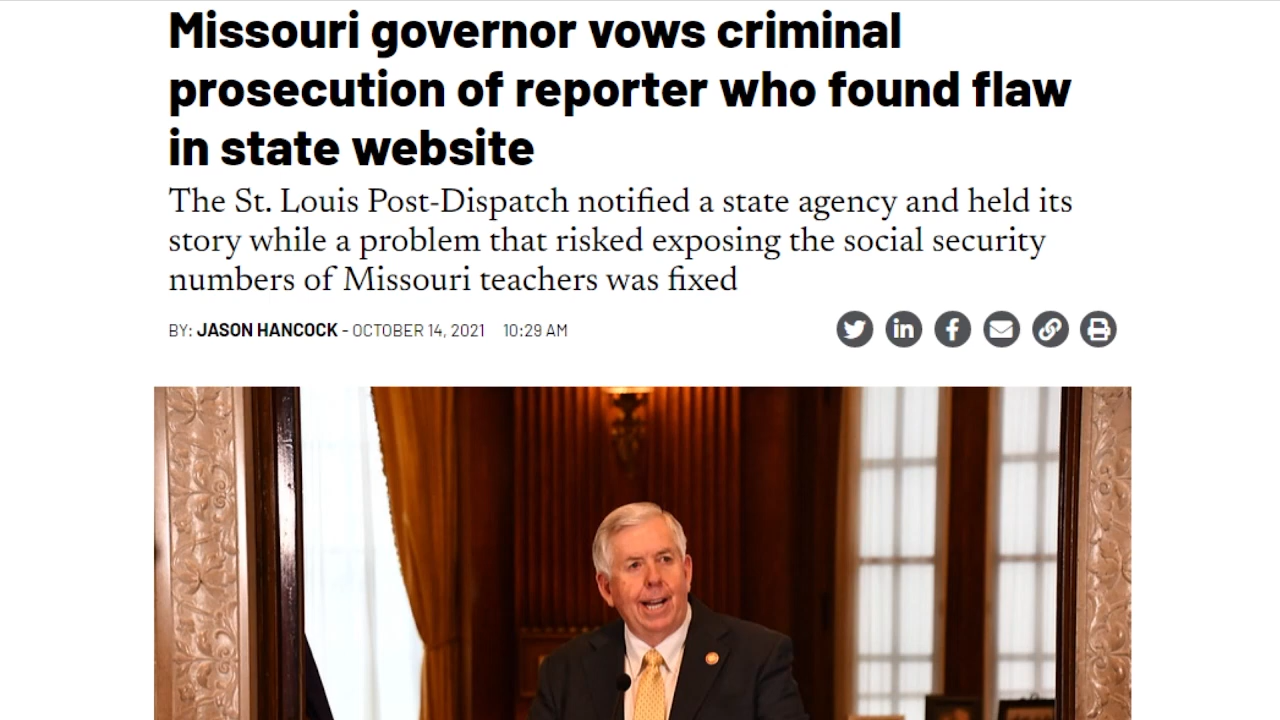 Missouri governor vows criminal
prosecution of reporter who found flaw
in state website
The St. Louis Post-Dispatch notified a state agency and held its
story while a problem that risked exposing the social security
numbers of Missouri teachers was fixed
BY: JASON HANCOCK - OCTOBER 14, 2021 10:29 AM